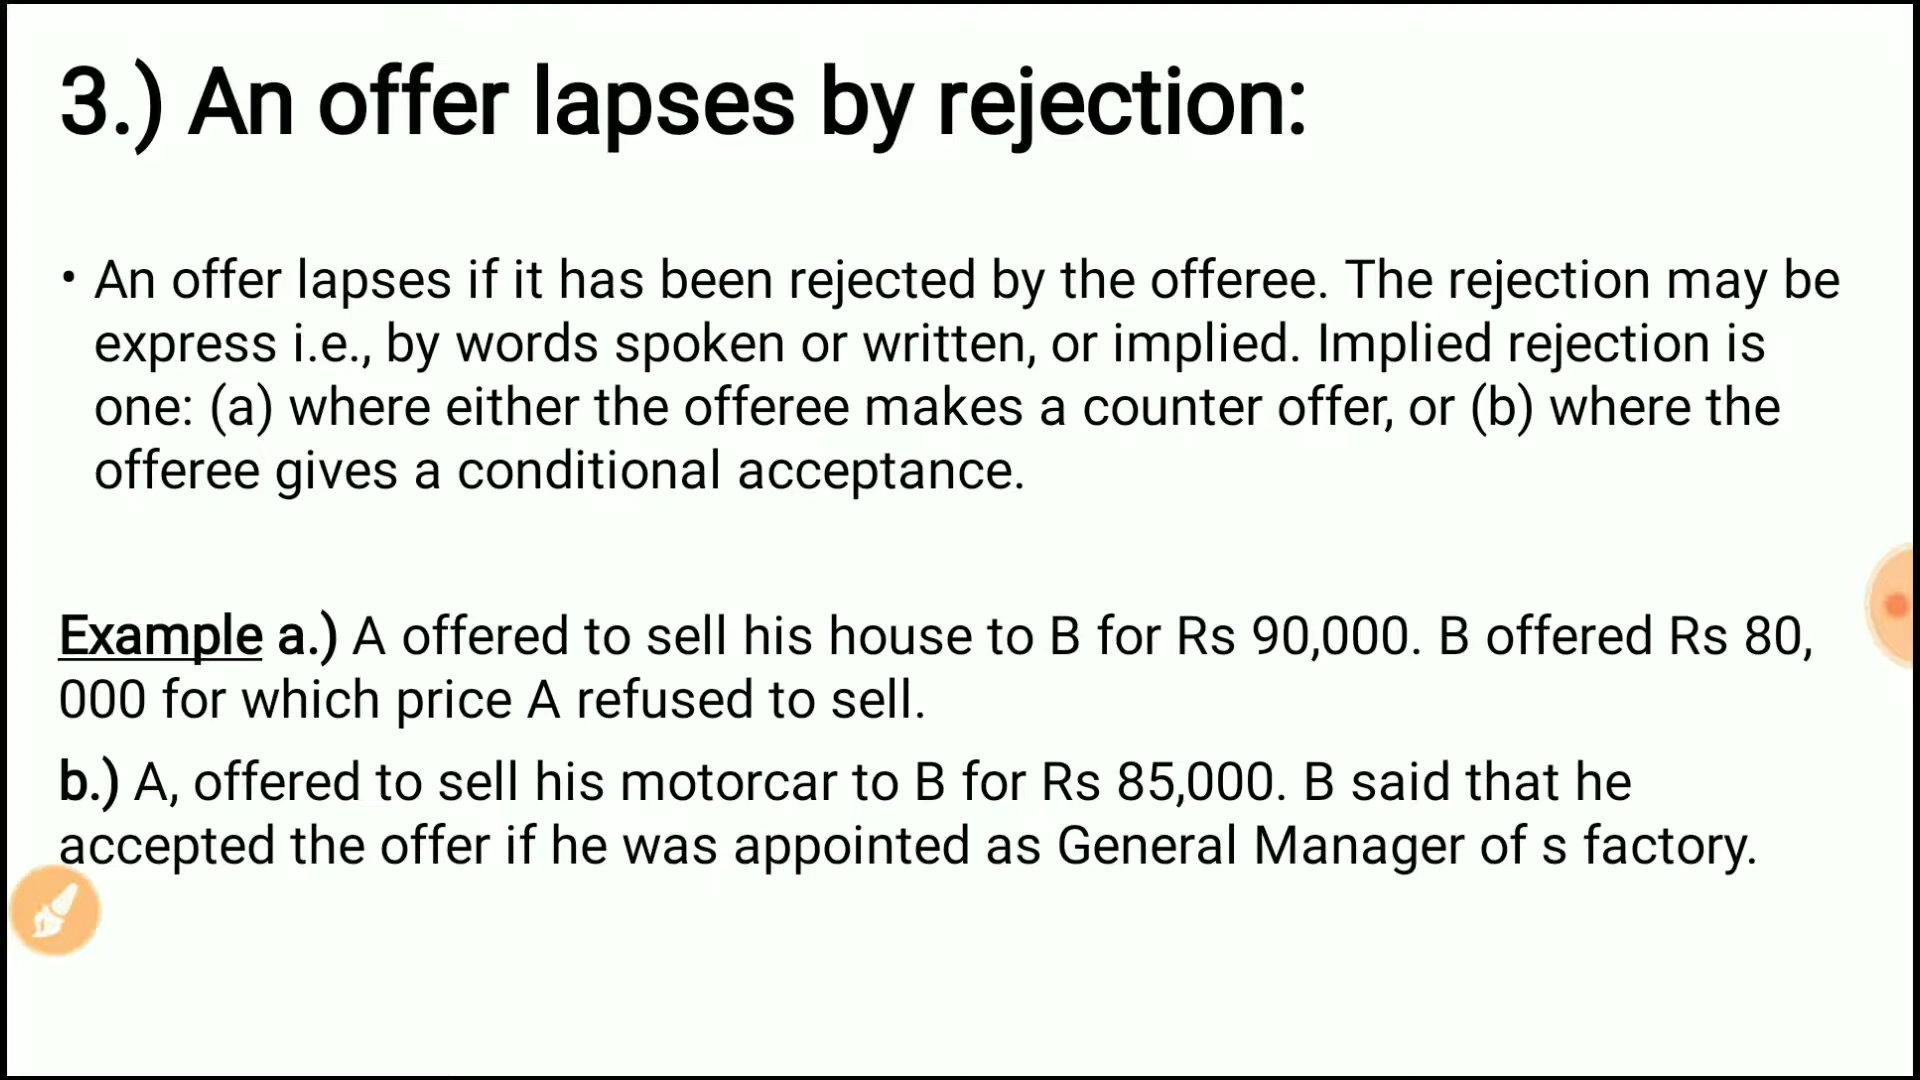 3.) An offer lapses by rejection:
• An offer lapses if it has been rejected by the offeree. The rejection may be
express i.e., by words spoken or written, or implied. Implied rejection is
one: (a) where either the offeree makes a counter offer, or (b) where the
offeree gives a conditional acceptance.
Example a.) A offered to sell his house to B for Rs 90,000. B offered Rs 80,
000 for which price A refused to sell.
b.) A, offered to sell his motorcar to B for Rs 85,000. B said that he
accepted the offer if he was appointed as General Manager of s factory.